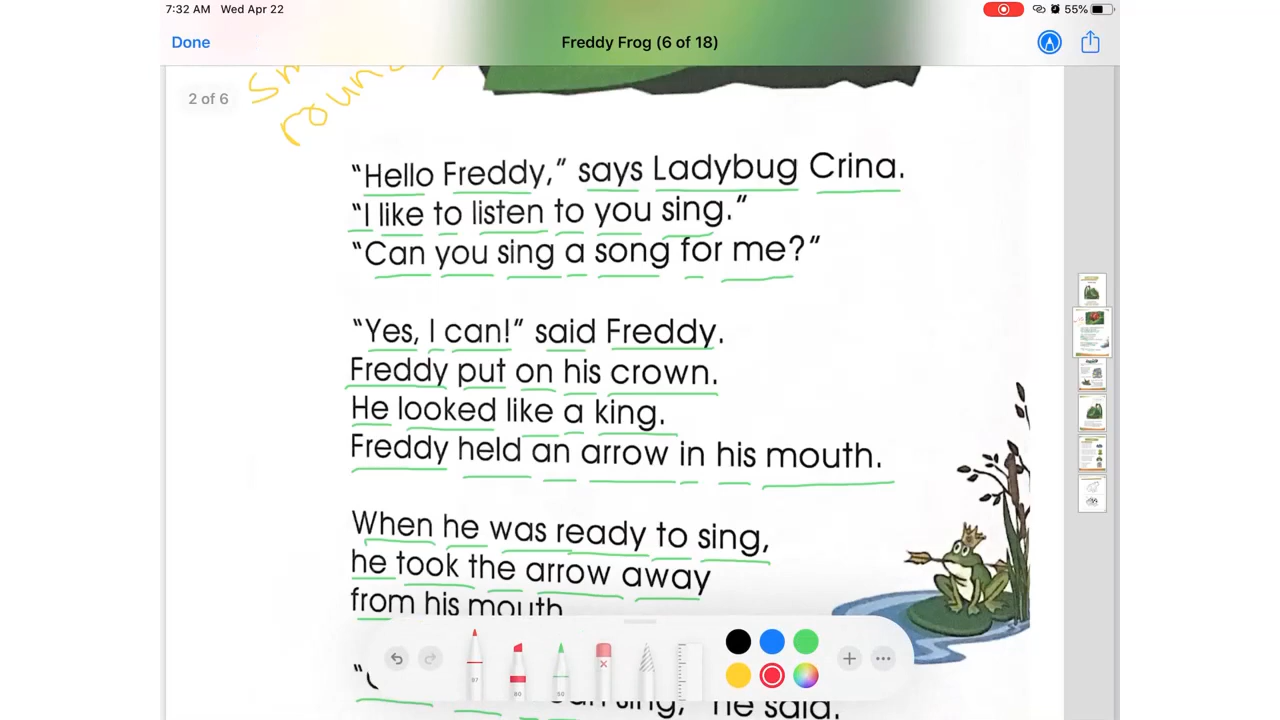 7:32 AM Wed Apr 22
55%
Done
Freddy Frog (6 of 18)
2 of 6
"Hello Freddy," says Ladybug Crina.
"I like to listen to you sing."
"Can you sing a song for me?"
"Yes, I can!" said Freddy.
Freddy put on his crown.
He looked like a king.
Freddy held an arrow in his mouth.
When he was ready to sing,
he took the arrow away
from his mouth
sing," he said.